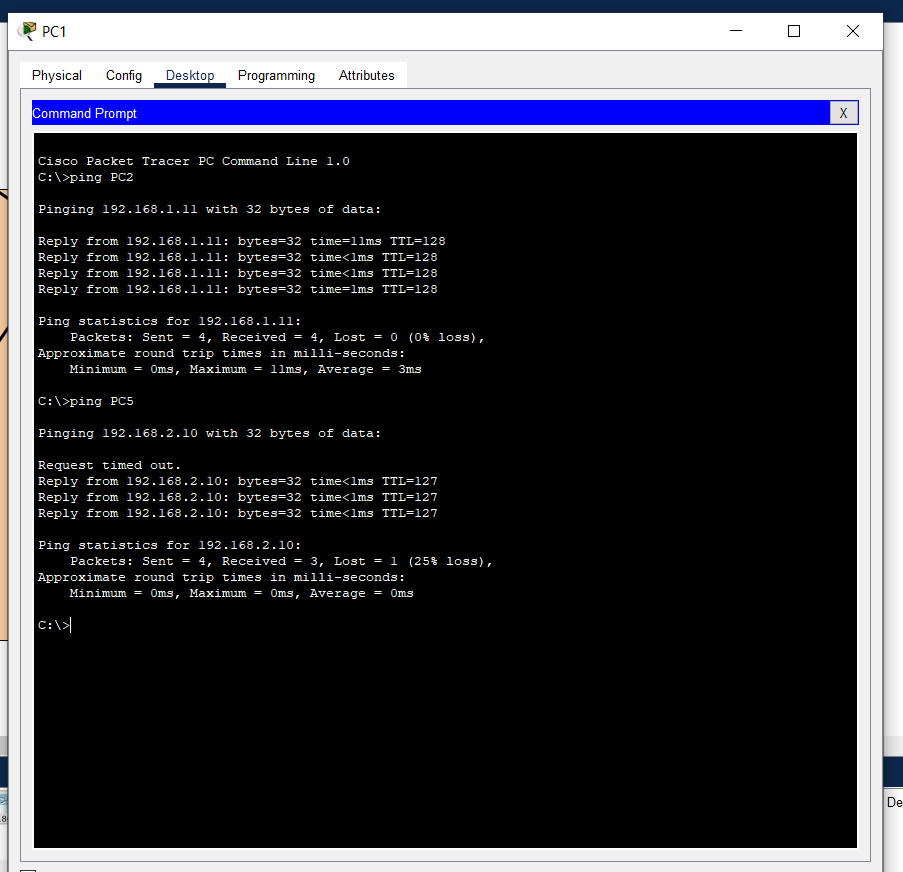 PC1
Physical Config Desktop Programming Attributes
Command Prompt X
Cisco Packet Tracer PC Command Line 1.0
C:\>ping PC2
Pinging 192.168.1.11 with 32 bytes of data:
Reply from 192.168.1.11: bytes=32 time=11ms TTL=128
Reply from 192.168.1.11: bytes=32 time<1ms TTL=128
Reply from 192.168.1.11: bytes=32 time<1ms TTL=128
Reply from 192.168.1.11: bytes=32 time=1ms TTL=128
Ping statistics for 192.168.1.11:
    Packets: Sent = 4, Received = 4, Lost = 0 (0% loss),
Approximate round trip times in milli-seconds:
    Minimum = 0ms, Maximum = 11ms, Average = 3ms
C:\>ping PC5
Pinging 192.168.2.10 with 32 bytes of data:
Request timed out.
Reply from 192.168.2.10: bytes=32 time<1ms TTL=127
Reply from 192.168.2.10: bytes=32 time<1ms TTL=127
Reply from 192.168.2.10: bytes=32 time<1ms TTL=127
Ping statistics for 192.168.2.10:
    Packets: Sent = 4, Received = 3, Lost = 1 (25% loss),
Approximate round trip times in milli-seconds:
    Minimum = 0ms, Maximum = 0ms, Average = 0ms
C:\>
De